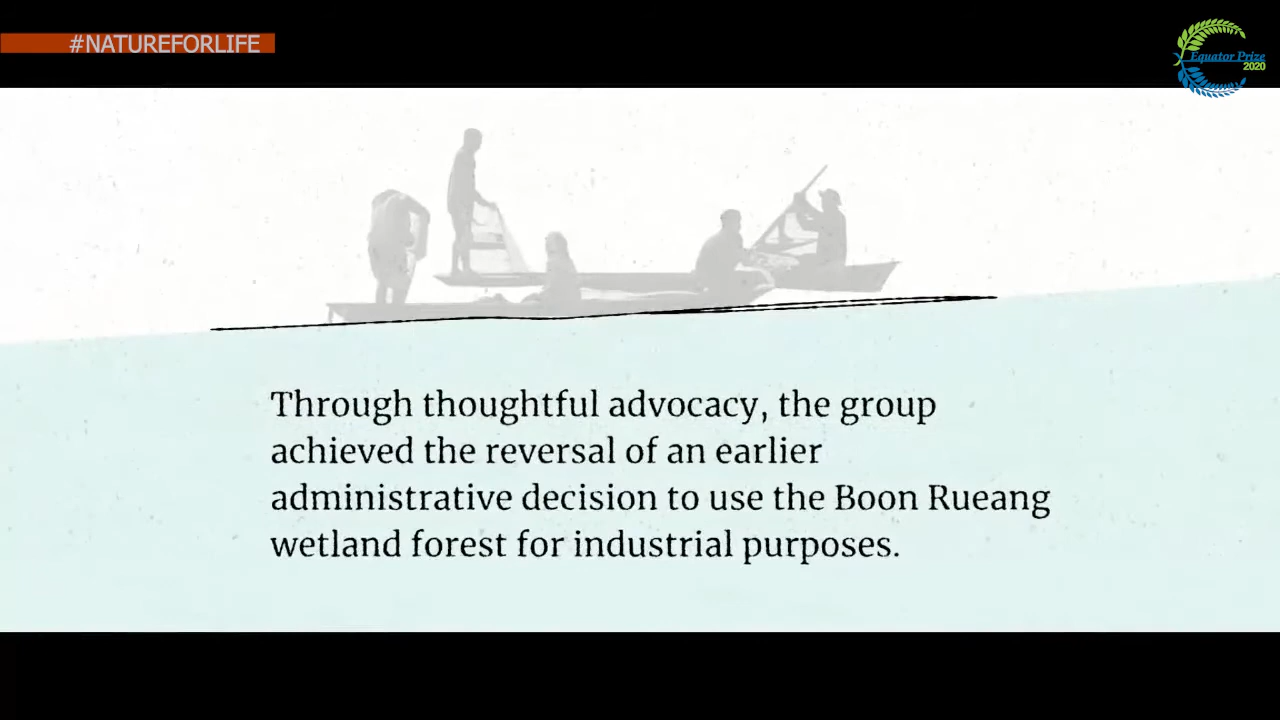 #NATUREFORLIFE
Equator Prize
2020
Through thoughtful advocacy, the group
achieved the reversal of an earlier
administrative decision to use the Boon Rueang
wetland forest for industrial purposes.